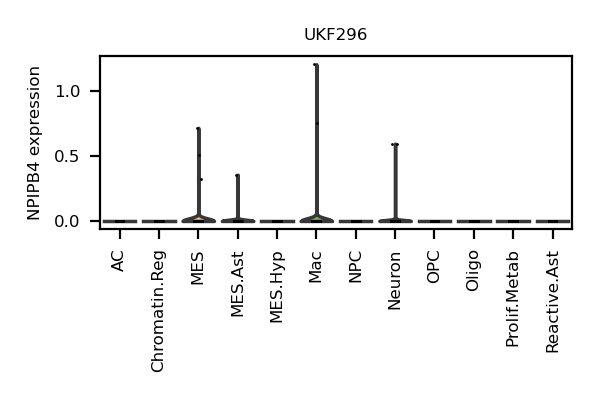 UKF296
NPIPB4 expression
1.0
0.5
0.0
AC
Chromatin.Reg
MES
MES.Ast
MES.Hyp
Mac
NPC
Neuron
OPC
Oligo
Prolif.Metab
Reactive.Ast